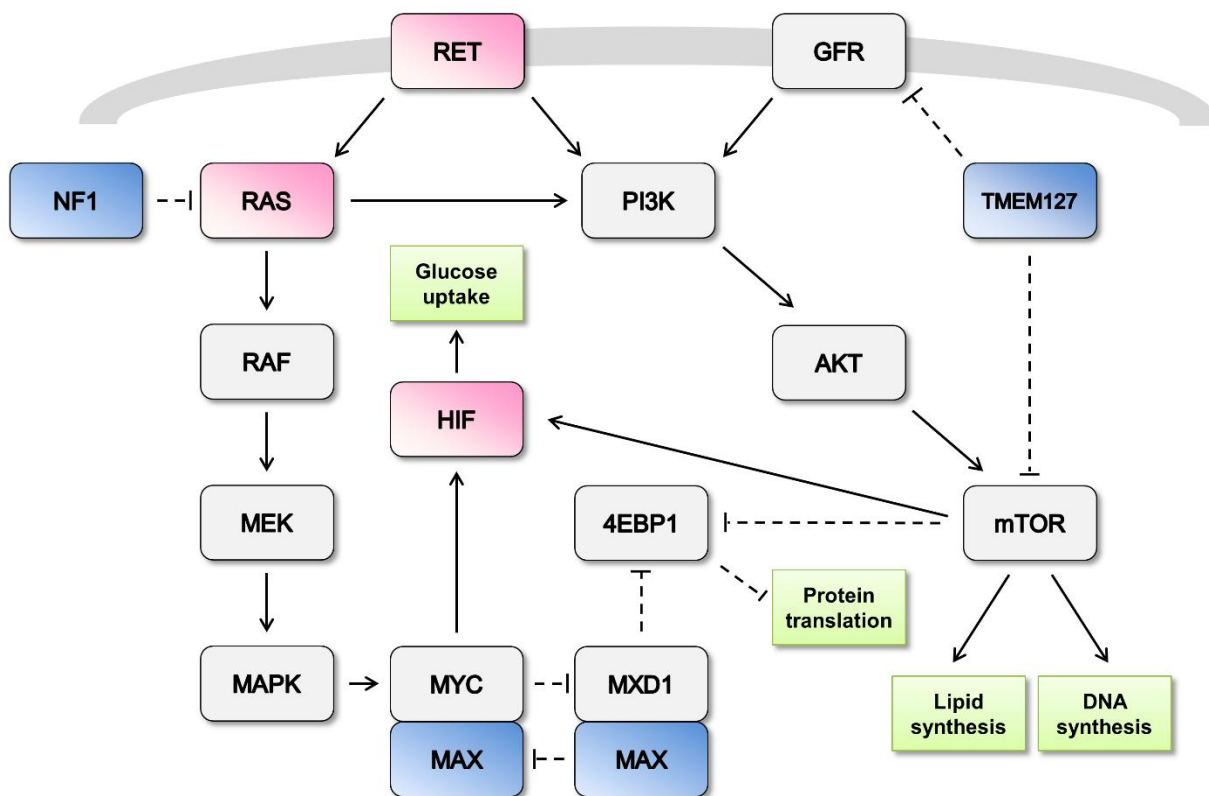 RET
GFR
NF1
RAS
PI3K
TMEM127
Glucose
uptake
RAF
AKT
HIF
MEK
4EBP1
mTOR
Protein
translation
MAPK
MYC
MXD1
Lipid
synthesis
DNA
synthesis
MAX
MAX